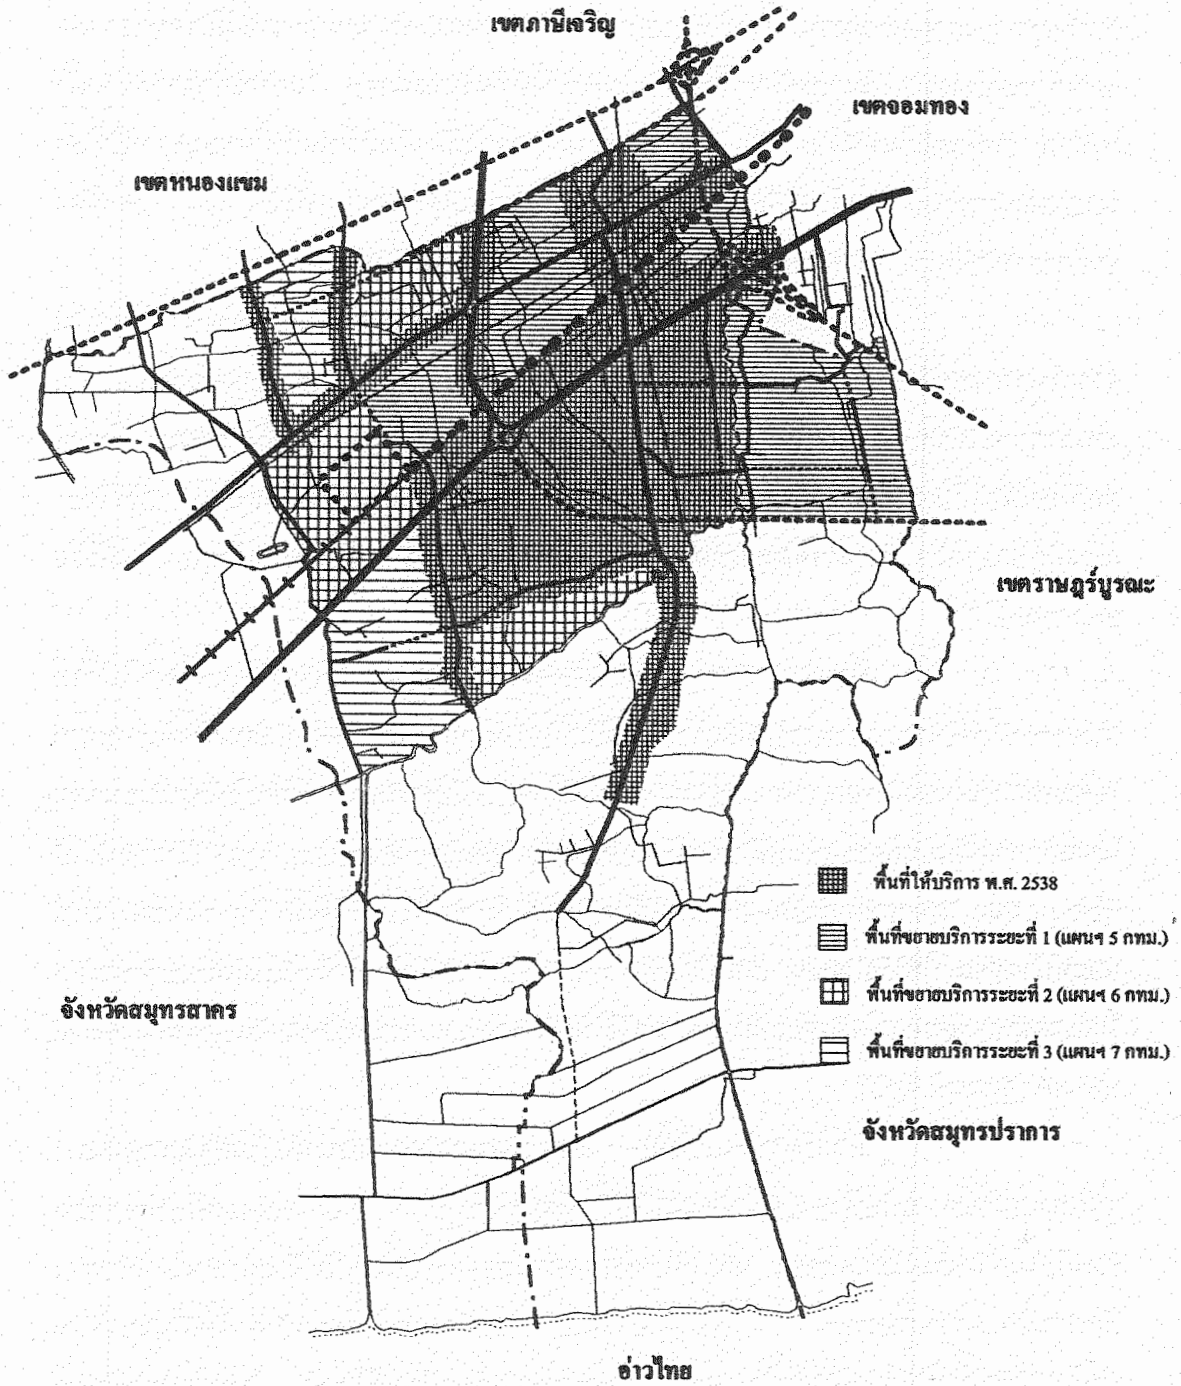 เขตภาษีเจริญ
เขตจอมทอง
เขตหนองแขม
เขตราษฎร์บูรณะ
พื้นที่ให้บริการ พ.ศ. 2538
พื้นที่ขยายบริการระยะที่ 1 (แผนฯ 5 กทม.)
พื้นที่ขยายบริการระยะที่ 2 (แผนฯ 6 กทม.)
พื้นที่ขยายบริการระยะที่ 3 (แผนฯ 7 กทม.)
จังหวัดสมุทรสาคร
จังหวัดสมุทรปราการ
อ่าวไทย